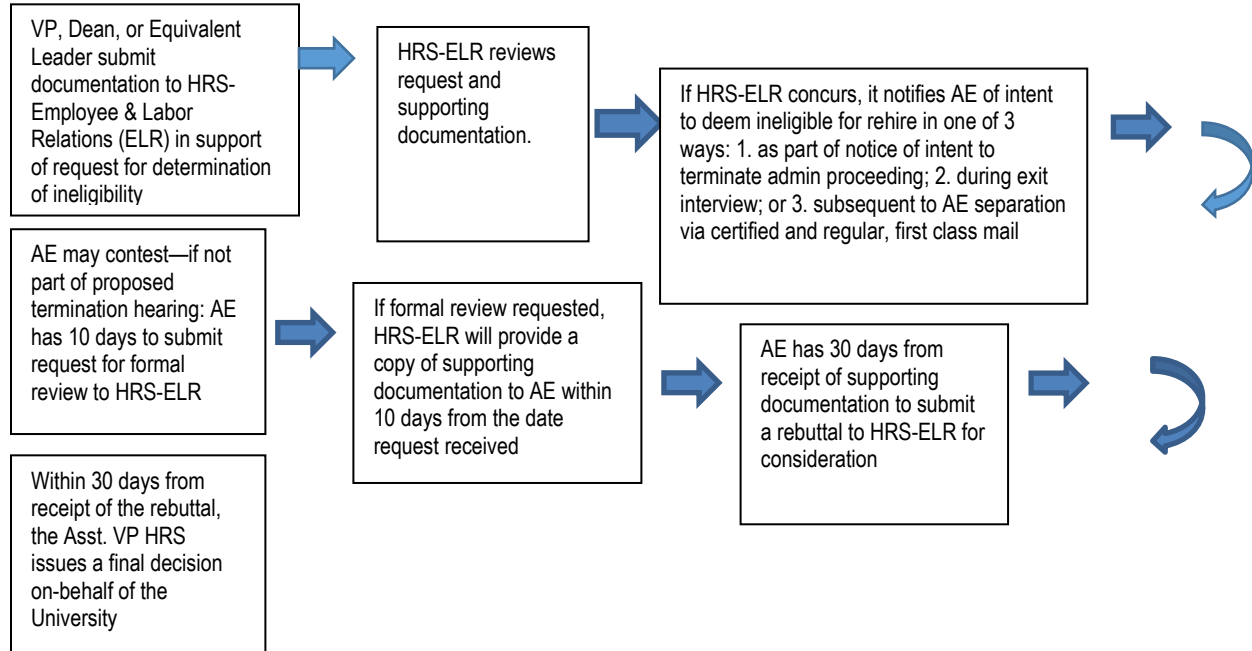 VP, Dean, or Equivalent
Leader submit
documentation to HRS-
Employee & Labor
Relations (ELR) in support
of request for determination
of ineligibility
HRS-ELR reviews
request and
supporting
documentation.
If HRS-ELR concurs, it notifies AE of intent
to deem ineligible for rehire in one of 3
ways: 1. as part of notice of intent to
terminate admin proceeding; 2. during exit
interview; or 3. subsequent to AE separation
via certified and regular, first class mail
AE may contest—if not
part of proposed
termination hearing: AE
has 10 days to submit
request for formal
review to HRS-ELR
If formal review requested,
HRS-ELR will provide a
copy of supporting
documentation to AE within
10 days from the date
request received
AE has 30 days from
receipt of supporting
documentation to submit
a rebuttal to HRS-ELR for
consideration
Within 30 days from
receipt of the rebuttal,
the Asst. VP HRS
issues a final decision
on-behalf of the
University